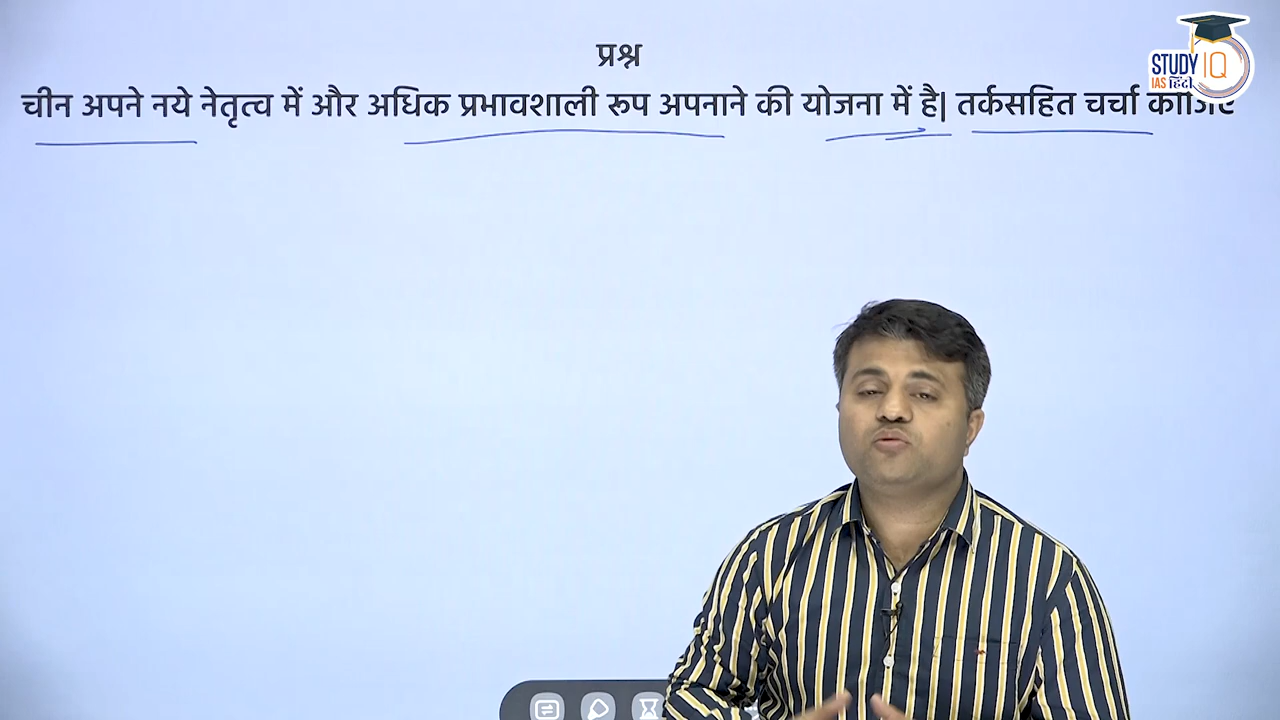 प्रश्न
चीन अपने नये नेतृत्व में और अधिक प्रभावशाली रूप अपनाने की योजना में है| तर्कसहित चर्चा कीजिए
STUDY IQ
IAS हिंदी